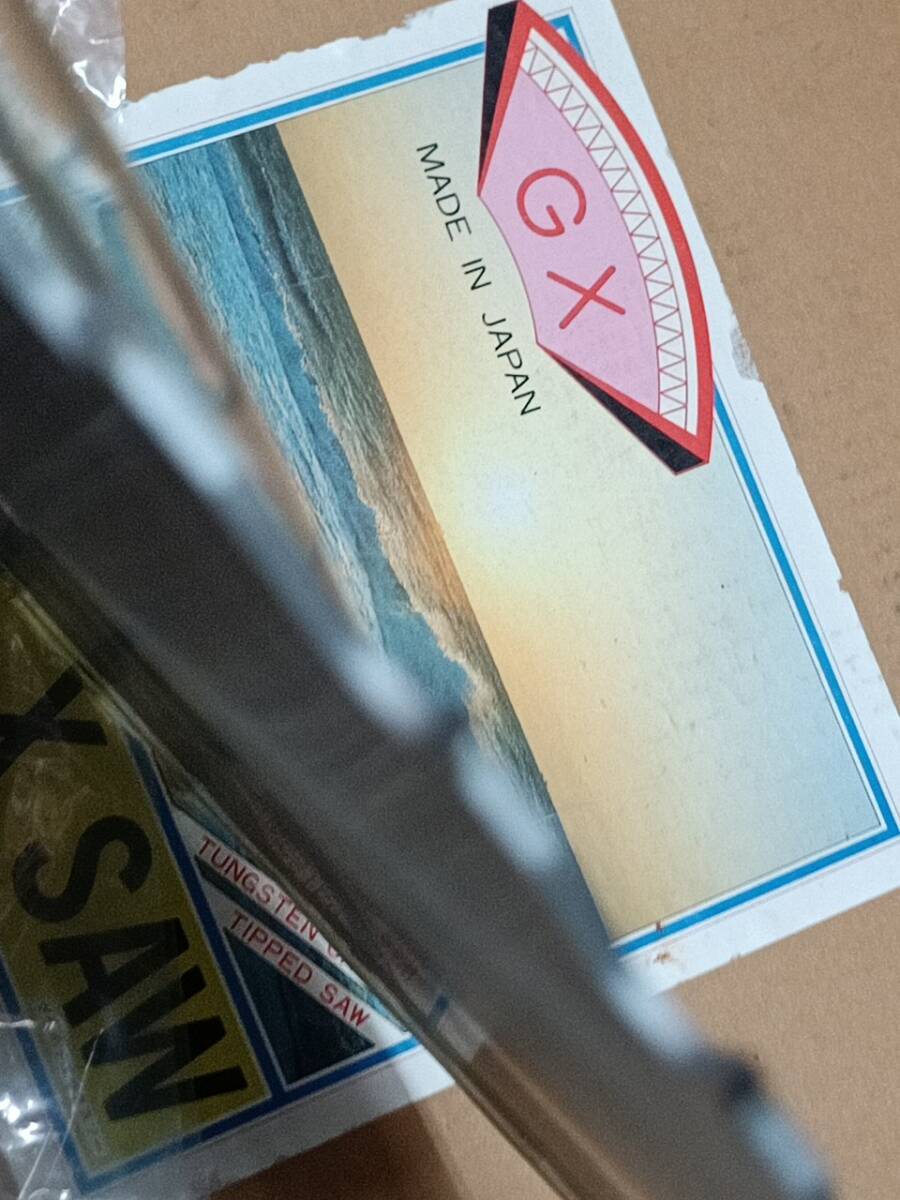 GX
MADE IN JAPAN
X SAW
TUNGSTEN
TIPPED SAW